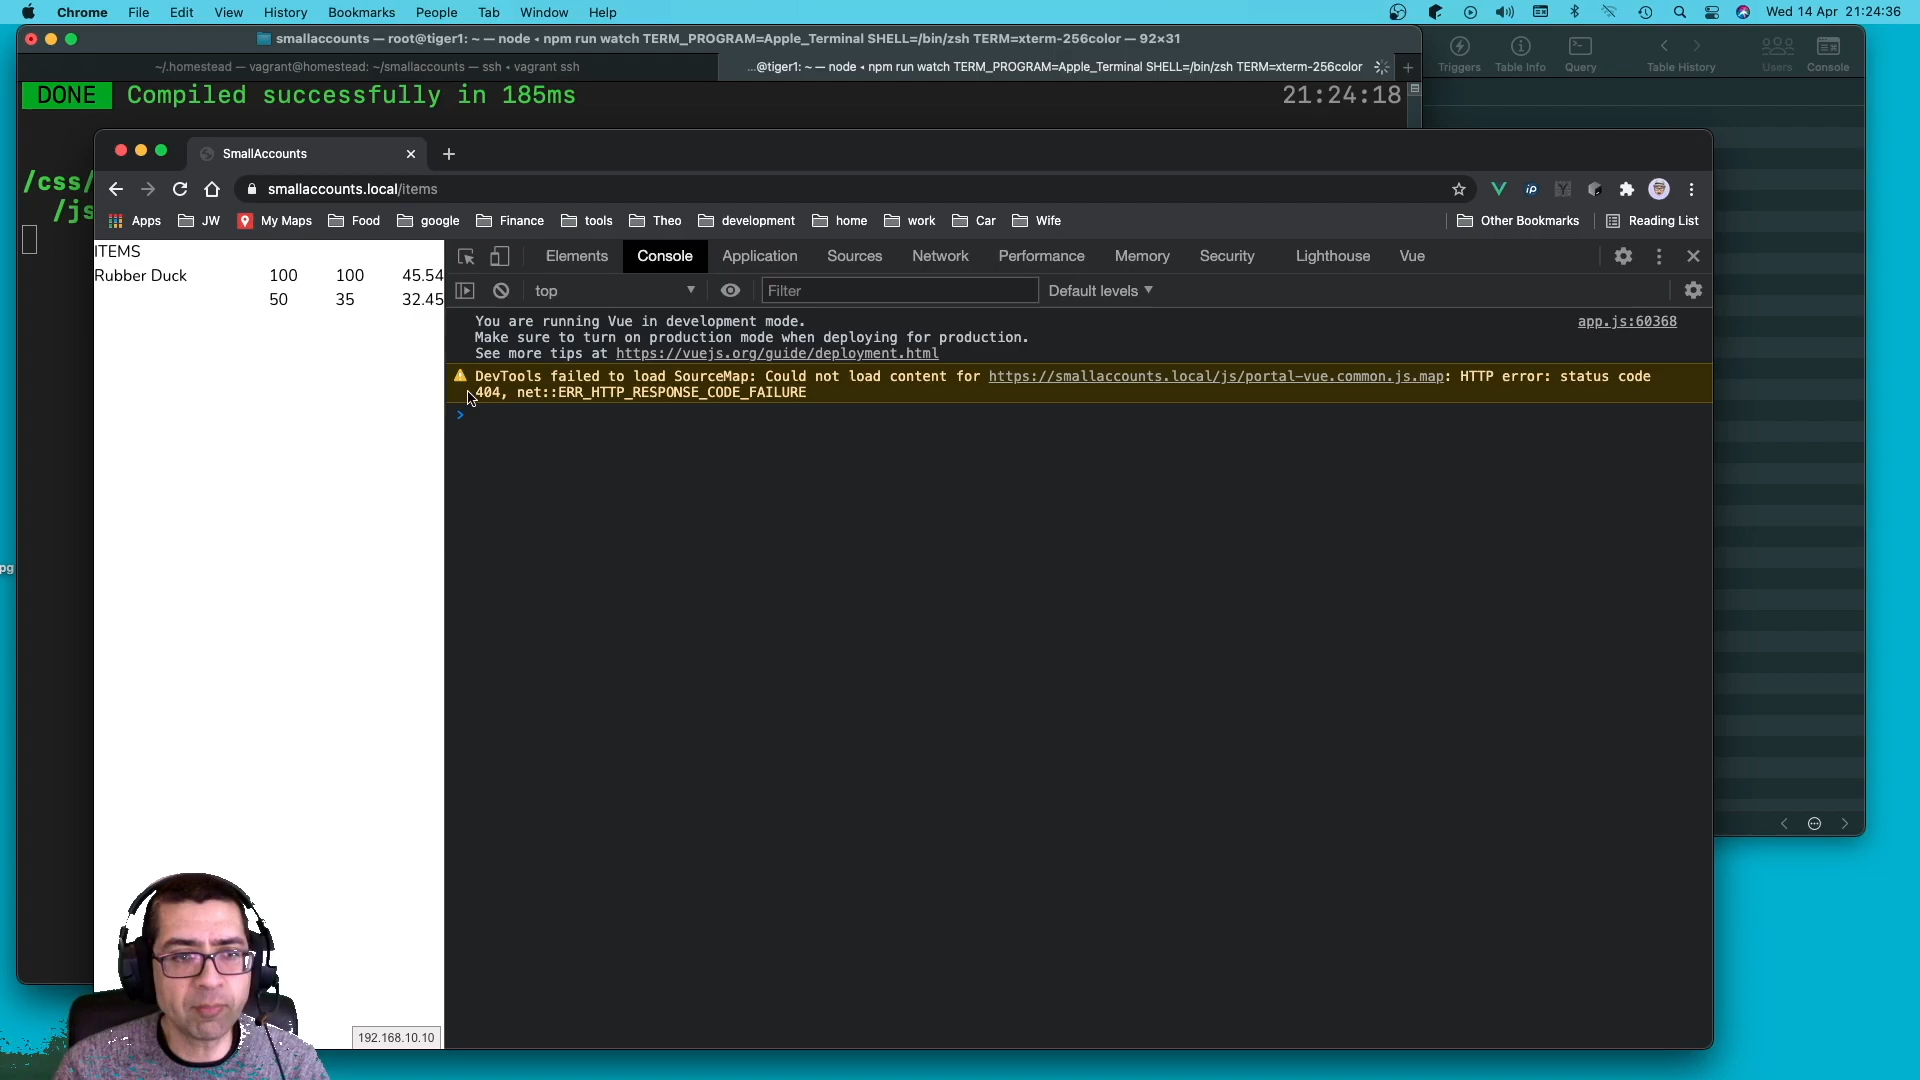 Chrome File Edit View History Bookmarks People Tab Window Help Wed 14 Apr 21:24:36
smallaccounts — root@tiger1: ~ — node ◂ npm run watch TERM_PROGRAM=Apple_Terminal SHELL=/bin/zsh TERM=xterm-256color — 92×31
~/.homestead — vagrant@homestead: ~/smallaccounts — ssh ◂ vagrant ssh
...@tiger1: ~ — node ◂ npm run watch TERM_PROGRAM=Apple_Terminal SHELL=/bin/zsh TERM=xterm-256color
Triggers Table Info Query Table History Users Console
DONE Compiled successfully in 185ms 21:24:18
/css/
/js
SmallAccounts
smallaccounts.local/items
Apps JW My Maps Food google Finance tools Theo development home work Car Wife Other Bookmarks Reading List
ITEMS
Rubber Duck 100 100 45.54
50 35 32.45
Elements Console Application Sources Network Performance Memory Security Lighthouse Vue
top Filter Default levels
You are running Vue in development mode. app.js:60368
Make sure to turn on production mode when deploying for production.
See more tips at https://vuejs.org/guide/deployment.html
DevTools failed to load SourceMap: Could not load content for https://smallaccounts.local/js/portal-vue.common.js.map: HTTP error: status code
404, net::ERR_HTTP_RESPONSE_CODE_FAILURE
>
pg
192.168.10.10